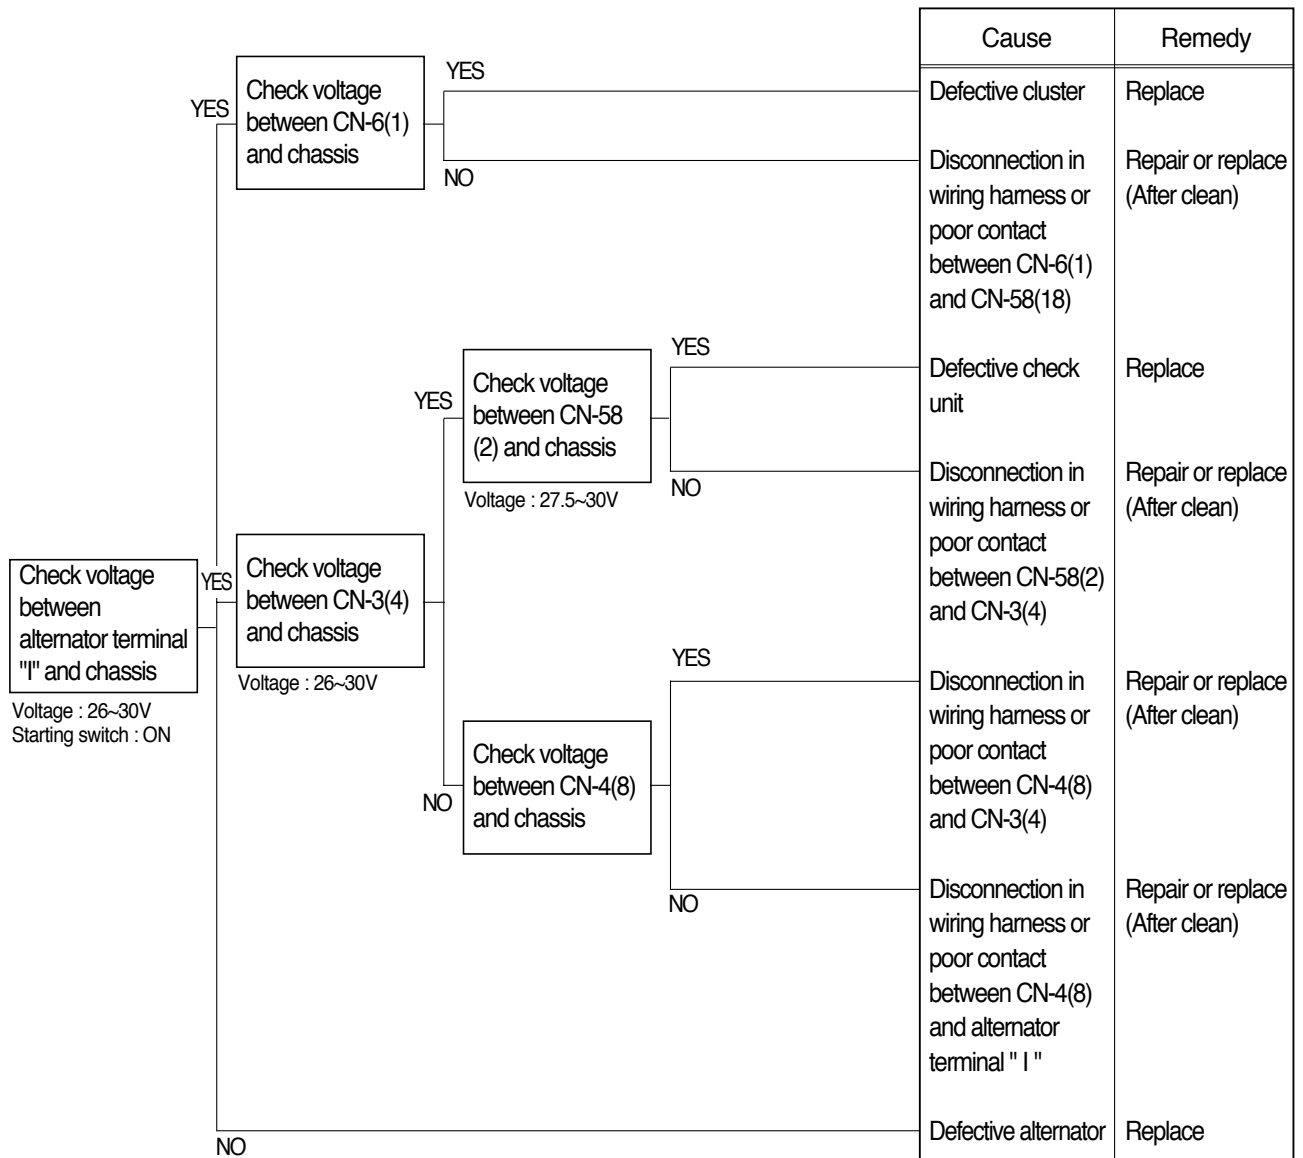 Cause
Remedy
YES
Check voltage
between CN-6(1)
and chassis
YES
NO
Defective cluster
Replace
Disconnection in
wiring harness or
poor contact
between CN-6(1)
and CN-58(18)
Repair or replace
(After clean)
YES
Check voltage
between CN-58
(2) and chassis
Voltage : 27.5~30V
YES
NO
Defective check
unit
Replace
Disconnection in
wiring harness or
poor contact
between CN-58(2)
and CN-3(4)
Repair or replace
(After clean)
Check voltage
between
alternator terminal
"I" and chassis
Voltage : 26~30V
Starting switch : ON
YES
Check voltage
between CN-3(4)
and chassis
Voltage : 26~30V
NO
Check voltage
between CN-4(8)
and chassis
YES
NO
Disconnection in
wiring harness or
poor contact
between CN-4(8)
and CN-3(4)
Repair or replace
(After clean)
Disconnection in
wiring harness or
poor contact
between CN-4(8)
and alternator
terminal " I "
Repair or replace
(After clean)
NO
Defective alternator
Replace